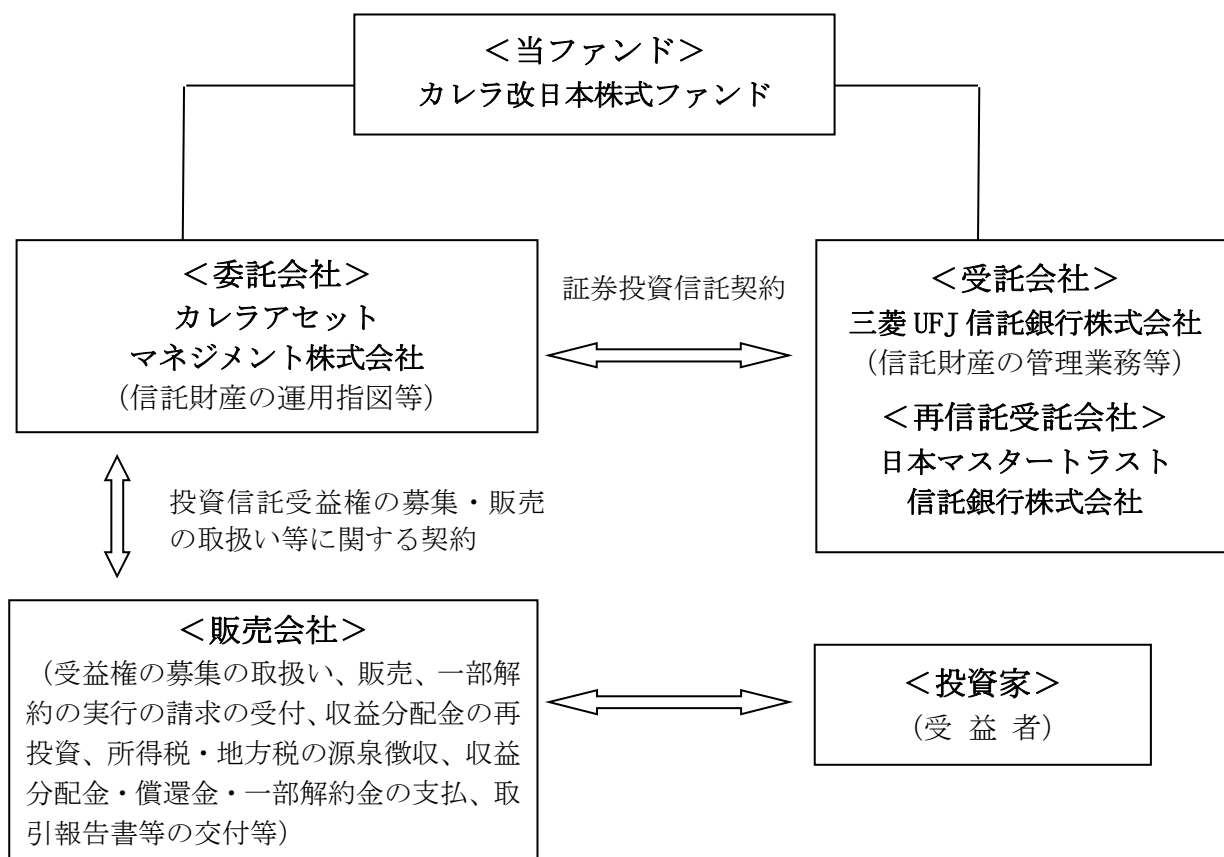 ＜当ファンド＞
カレラ改日本株式ファンド
＜委託会社＞
カレラアセット
マネジメント株式会社
（信託財産の運用指図等）
証券投資信託契約
＜受託会社＞
三菱 UFJ 信託銀行株式会社
（信託財産の管理業務等）
＜再信託受託会社＞
日本マスタートラスト
信託銀行株式会社
投資信託受益権の募集・販売
の取扱い等に関する契約
＜販売会社＞
（受益権の募集の取扱い、販売、一部解
約の実行の請求の受付、収益分配金の再
投資、所得税・地方税の源泉徴収、収益
分配金・償還金・一部解約金の支払、取
引報告書等の交付等）
＜投資家＞
（受 益 者）